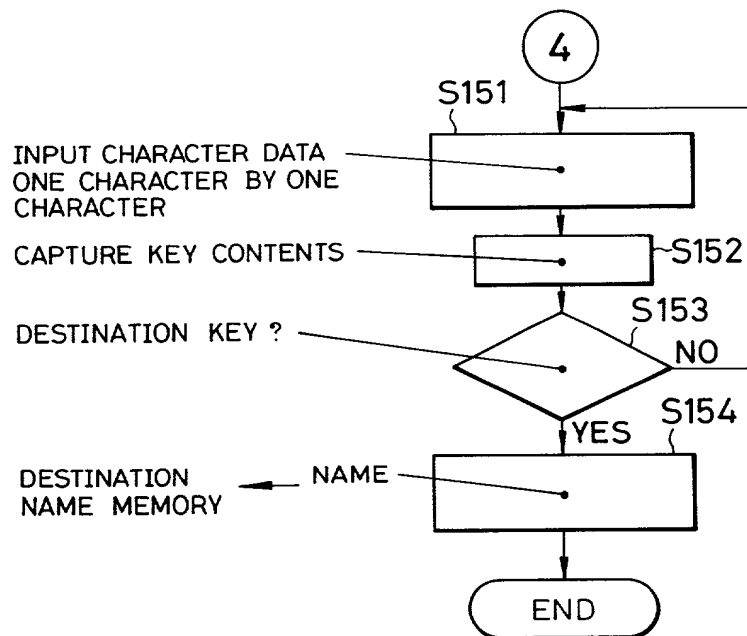 4
S151
INPUT CHARACTER DATA
ONE CHARACTER BY ONE
CHARACTER
CAPTURE KEY CONTENTS
S152
S153
DESTINATION KEY ?
NO
YES
S154
DESTINATION
NAME MEMORY
NAME
END